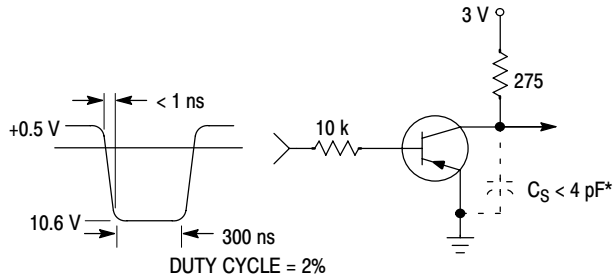 3 V
275
< 1 ns
+0.5 V
10 k
C_S < 4 pF*
10.6 V
300 ns
DUTY CYCLE = 2%